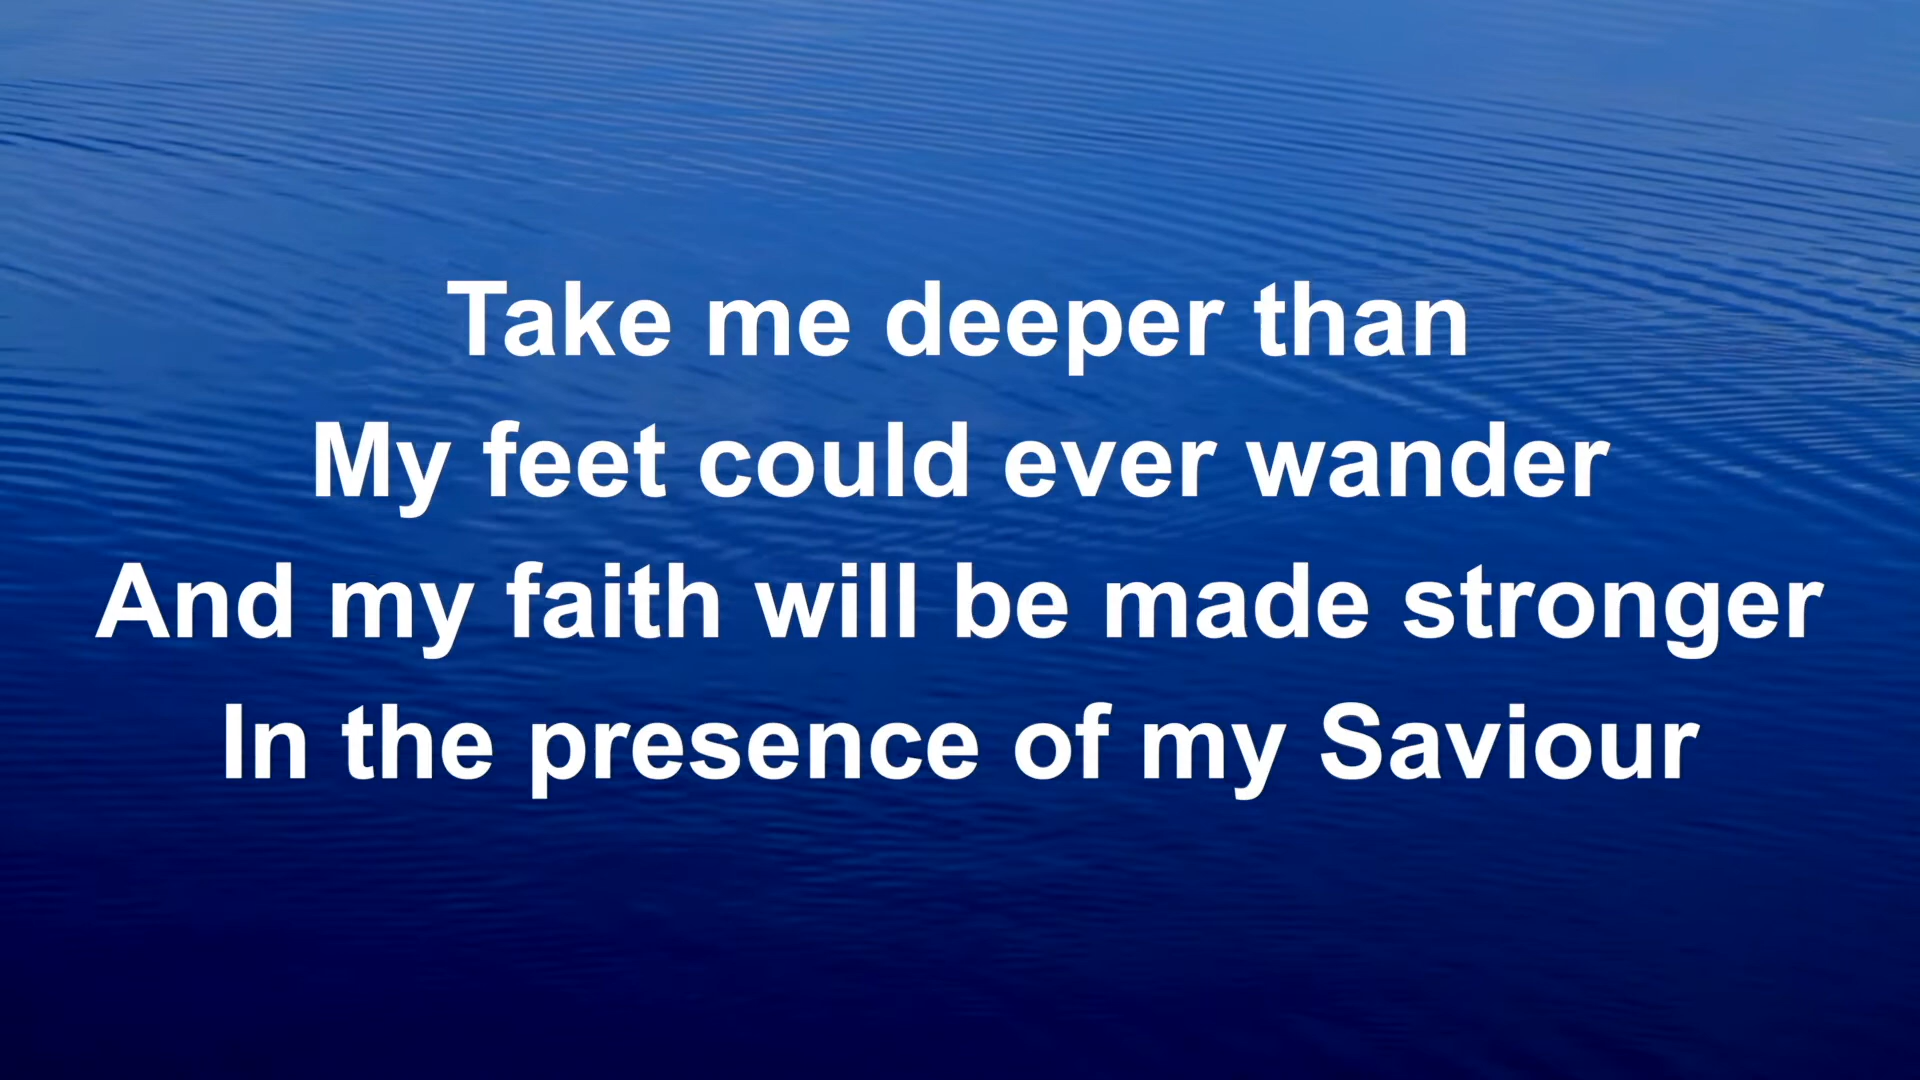 Take me deeper than
My feet could ever wander
And my faith will be made stronger
In the presence of my Saviour